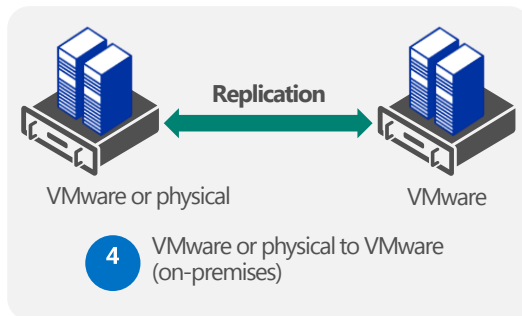 Replication
VMware or physical
VMware
4
VMware or physical to VMware
(on-premises)